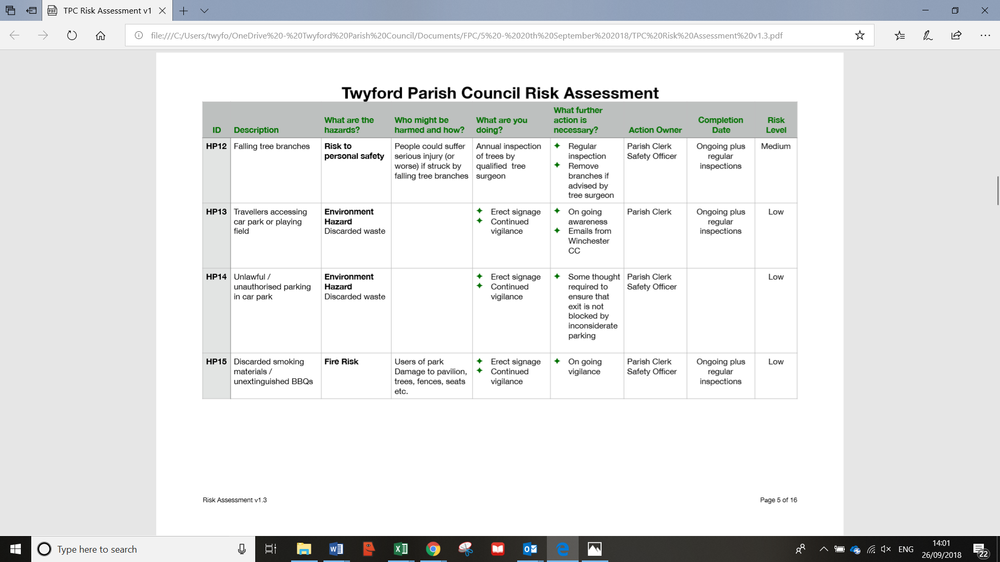 TPC Risk Assessment v1
file:///C:/Users/twyfo/OneDrive%20-%20Twyford%20Parish%20Council/Documents/FPC/5%20-%2020th%20September%202018/TPC%20Risk%20Assessment%20v1.3.pdf
Twyford Parish Council Risk Assessment
ID Description What are the hazards? Who might be harmed and how? What are you doing? What further action is necessary? Action Owner Completion Date Risk Level
HP12
Falling tree branches
Risk to
personal safety
People could suffer
serious injury (or
worse) if struck by
falling tree branches
Annual inspection
of trees by
qualified tree
surgeon
✦ Regular
inspection
✦ Remove
branches if
advised by
tree surgeon
Parish Clerk
Safety Officer
Ongoing plus
regular
inspections
Medium
HP13
Travellers accessing
car park or playing
field
Environment
Hazard
Discarded waste
✦ Erect signage
✦ Continued
vigilance
✦ On going
awareness
✦ Emails from
Winchester
CC
Parish Clerk
Ongoing plus
regular
inspections
Low
HP14
Unlawful /
unauthorised parking
in car park
Environment
Hazard
Discarded waste
✦ Erect signage
✦ Continued
vigilance
✦ Some thought
required to
ensure that
exit is not
blocked by
inconsiderate
parking
Parish Clerk
Safety Officer
Low
HP15
Discarded smoking
materials /
unextinguished BBQs
Fire Risk
Users of park
Damage to pavilion,
trees, fences, seats
etc.
✦ Erect signage
✦ Continued
vigilance
✦ On going
vigilance
Parish Clerk
Safety Officer
Ongoing plus
regular
inspections
Low
Risk Assessment v1.3
Page 5 of 16
Type here to search
ENG
14:01
26/09/2018
22